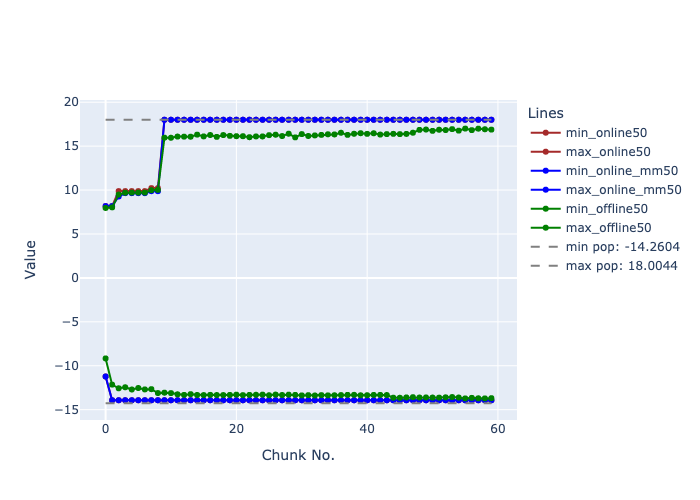 20
15
10
5
0
−5
−10
−15
0
20
40
60
Chunk No.
Value
Lines
min_online50
max_online50
min_online_mm50
max_online_mm50
min_offline50
max_offline50
min pop: -14.2604
max pop: 18.0044